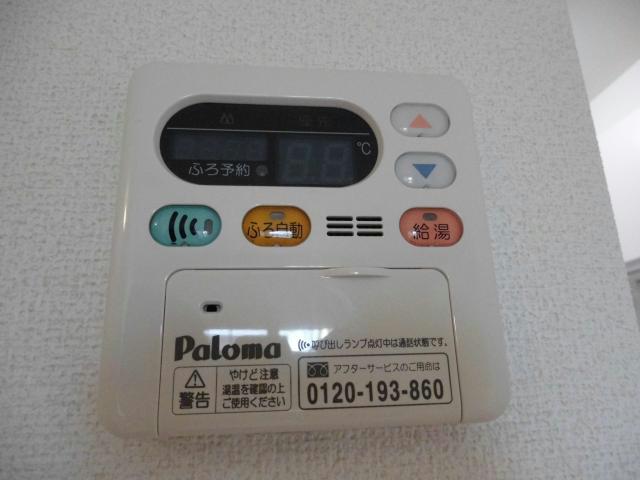 優先
℃
ふろ予約
ふろ自動
給湯
Paloma
呼び出しランプ点灯中は通話状態です。
警告
やけど注意
湯温を確認の上
ご使用ください
アフターサービスのご用命は
0120-193-860